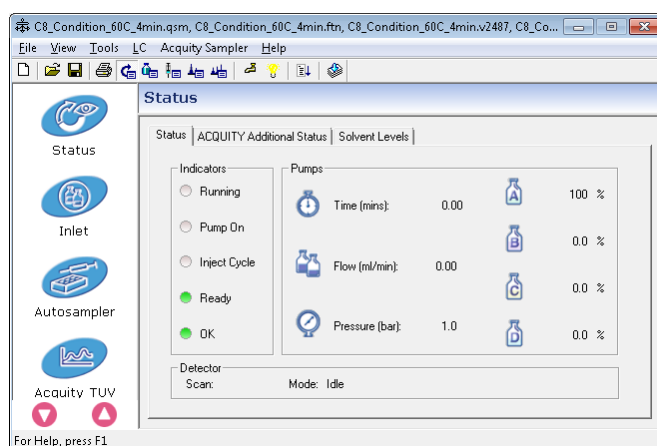 C8_Condition_60C_4min.qsm, C8_Condition_60C_4min.ftn, C8_Condition_60C_4min.v2487, C8_Co...
File View Tools LC Acquity Sampler Help
Status
Status
Inlet
Autosampler
Acquity TUV
Status ACQUITY Additional Status Solvent Levels
Indicators
Running
Pump On
Inject Cycle
Ready
OK
Pumps
Time (mins): 0.00
Flow (ml/min): 0.00
Pressure (bar): 1.0
A 100 %
B 0.0 %
C 0.0 %
D 0.0 %
Detector
Scan: Mode: Idle
For Help, press F1